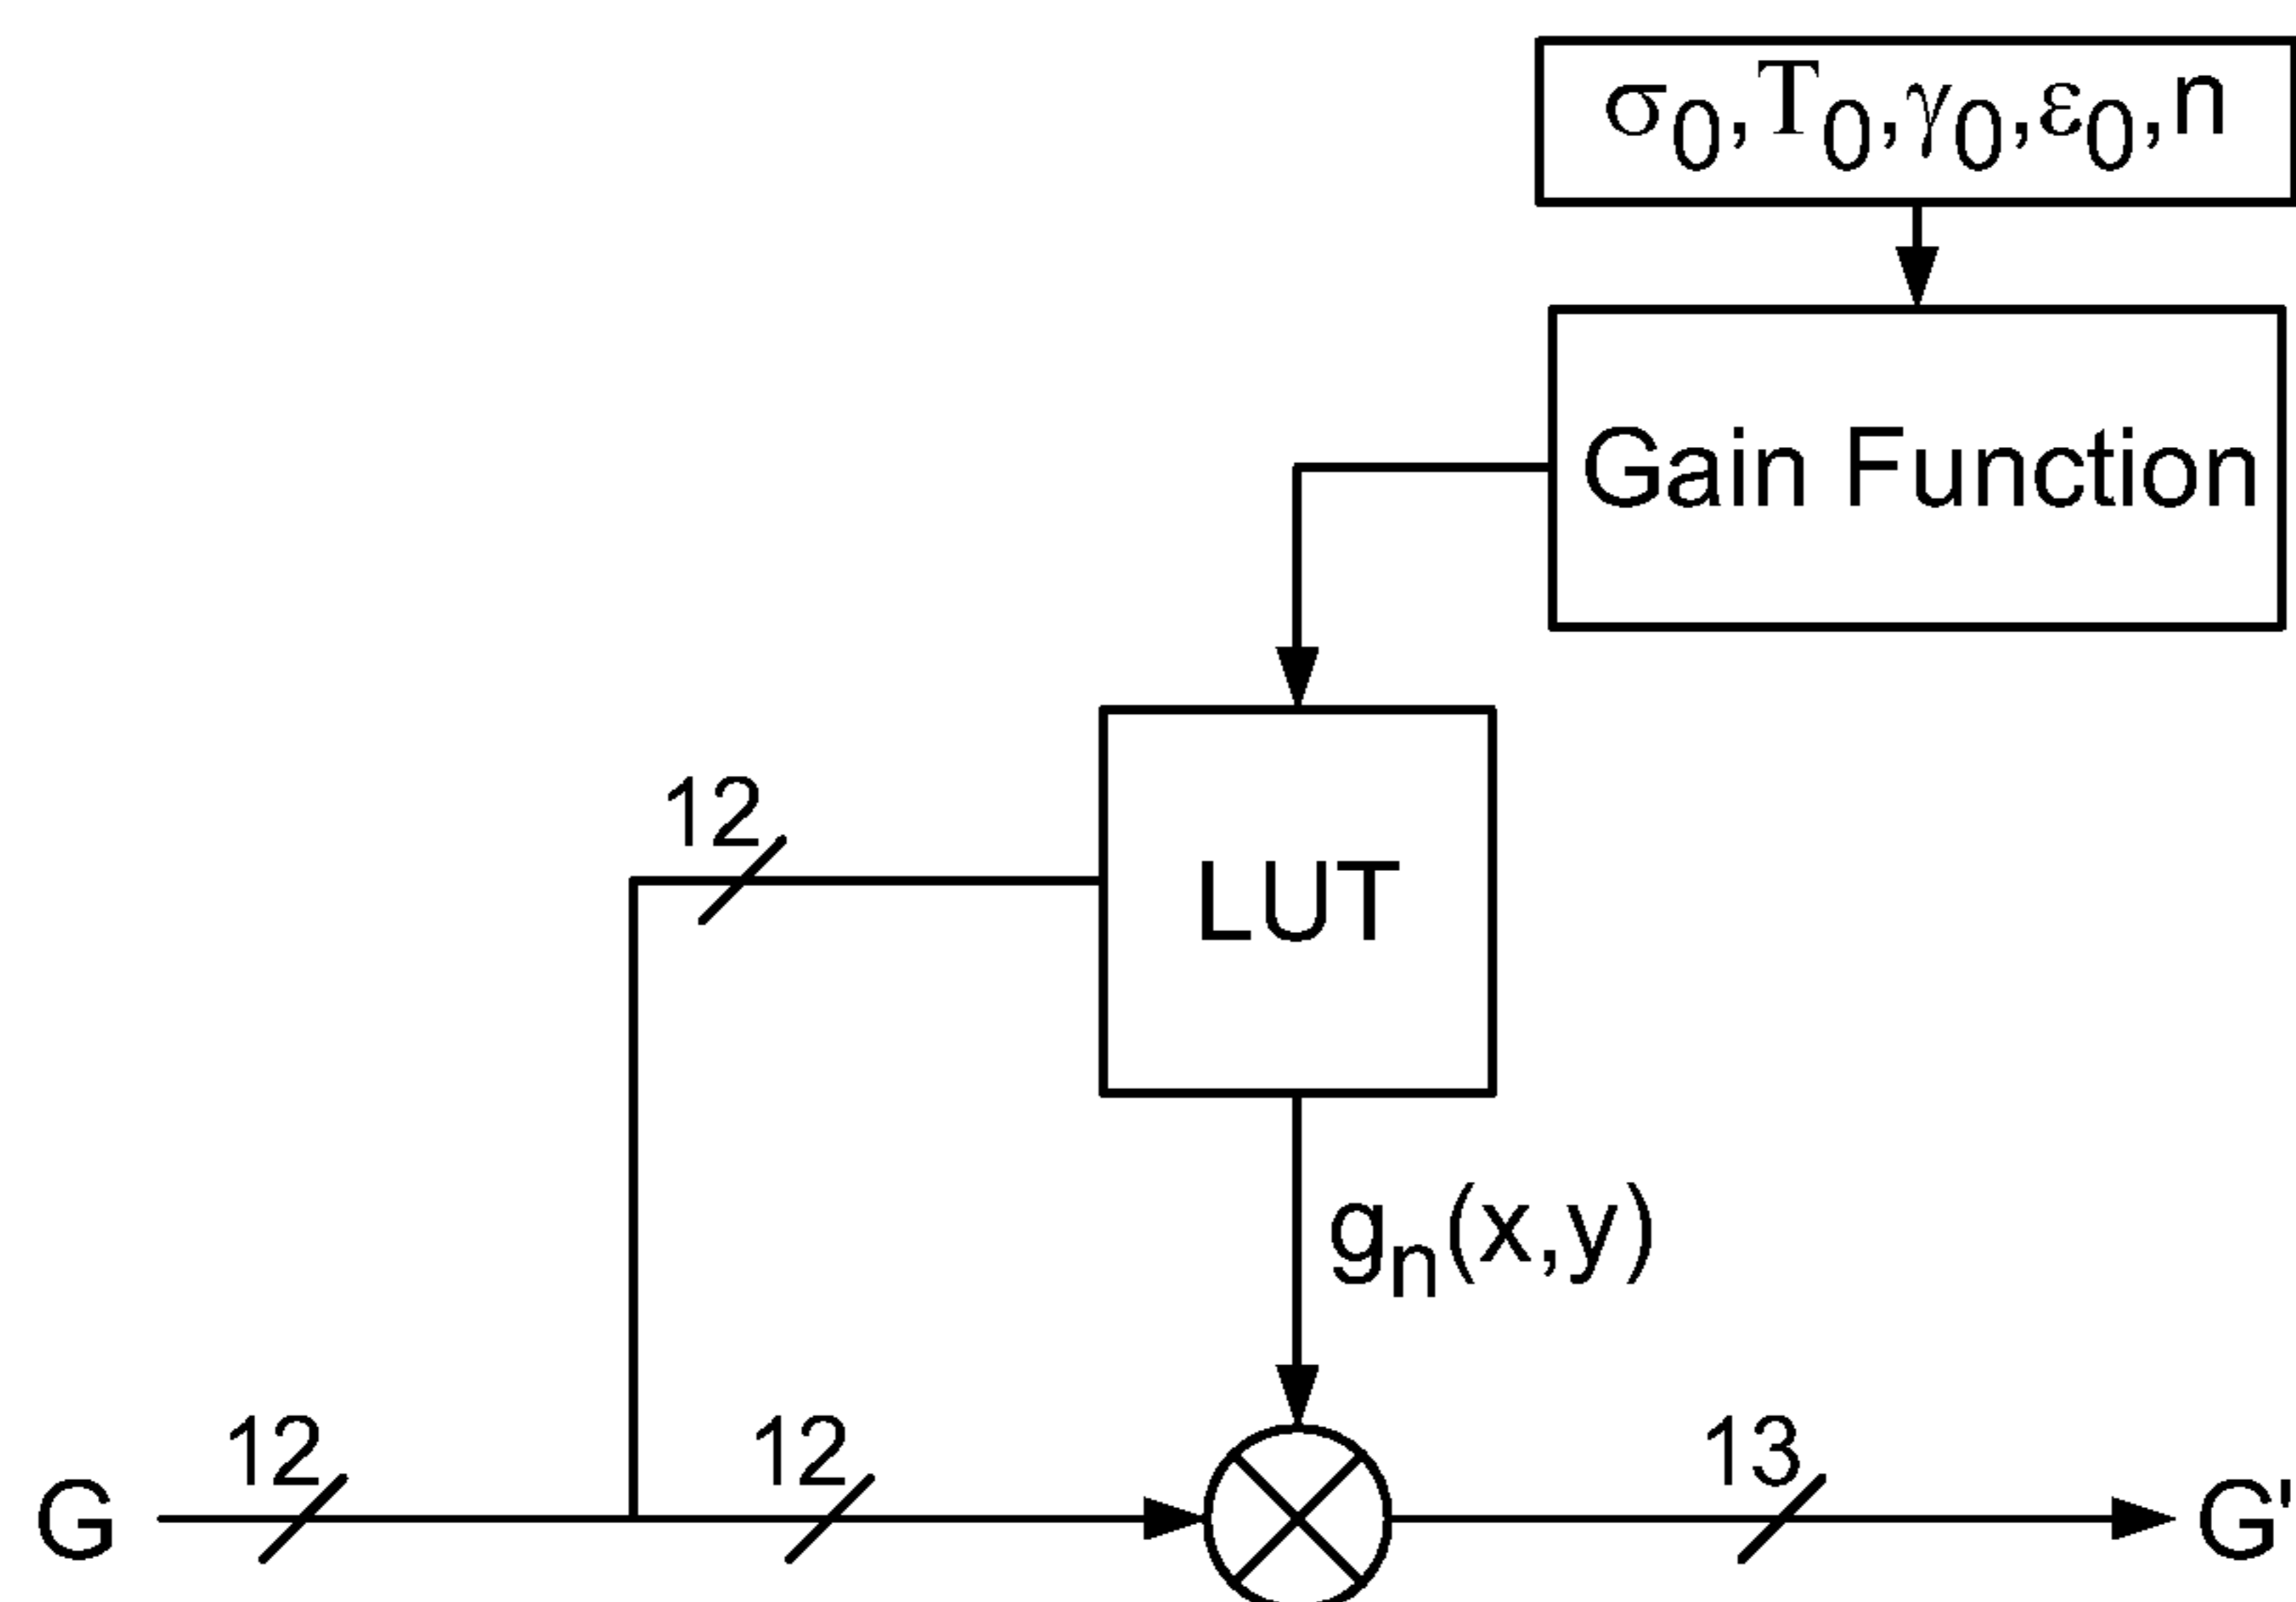 σ₀,T₀,γ₀,ε₀,n
Gain Function
12
LUT
gₙ(x,y)
12
12
13
G
G'